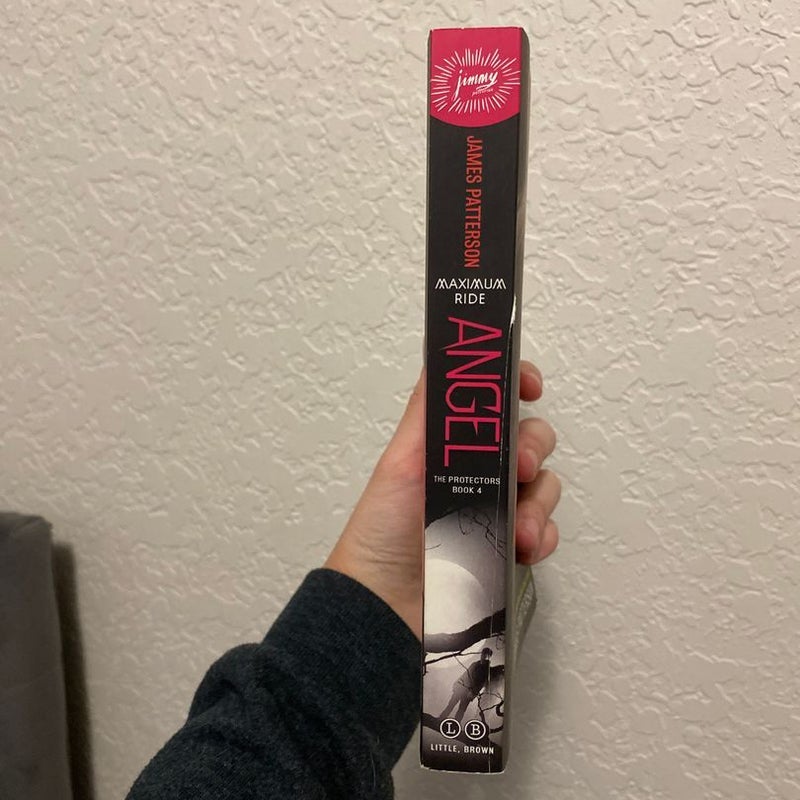 jimmy
JAMES PATTERSON
MAXIMUM
RIDE
ANGEL
THE PROTECTORS
BOOK 4
L B
LITTLE, BROWN